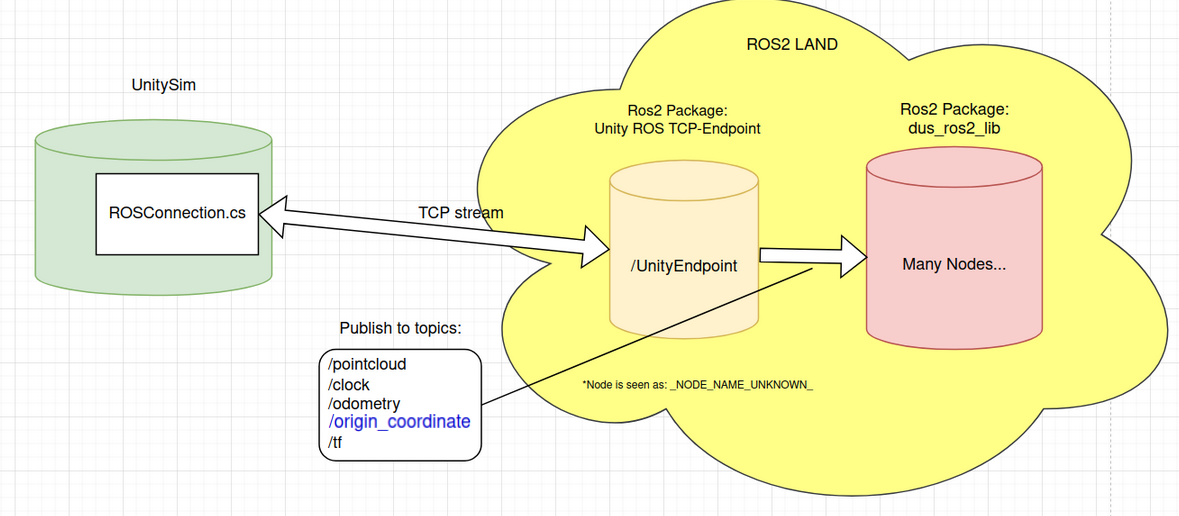 ROS2 LAND
UnitySim
Ros2 Package:
Unity ROS TCP-Endpoint
Ros2 Package:
dus_ros2_lib
ROSConnection.cs
TCP stream
/UnityEndpoint
Many Nodes...
Publish to topics:
/pointcloud
/clock
/odometry
/origin_coordinate
/tf
*Node is seen as: _NODE_NAME_UNKNOWN_